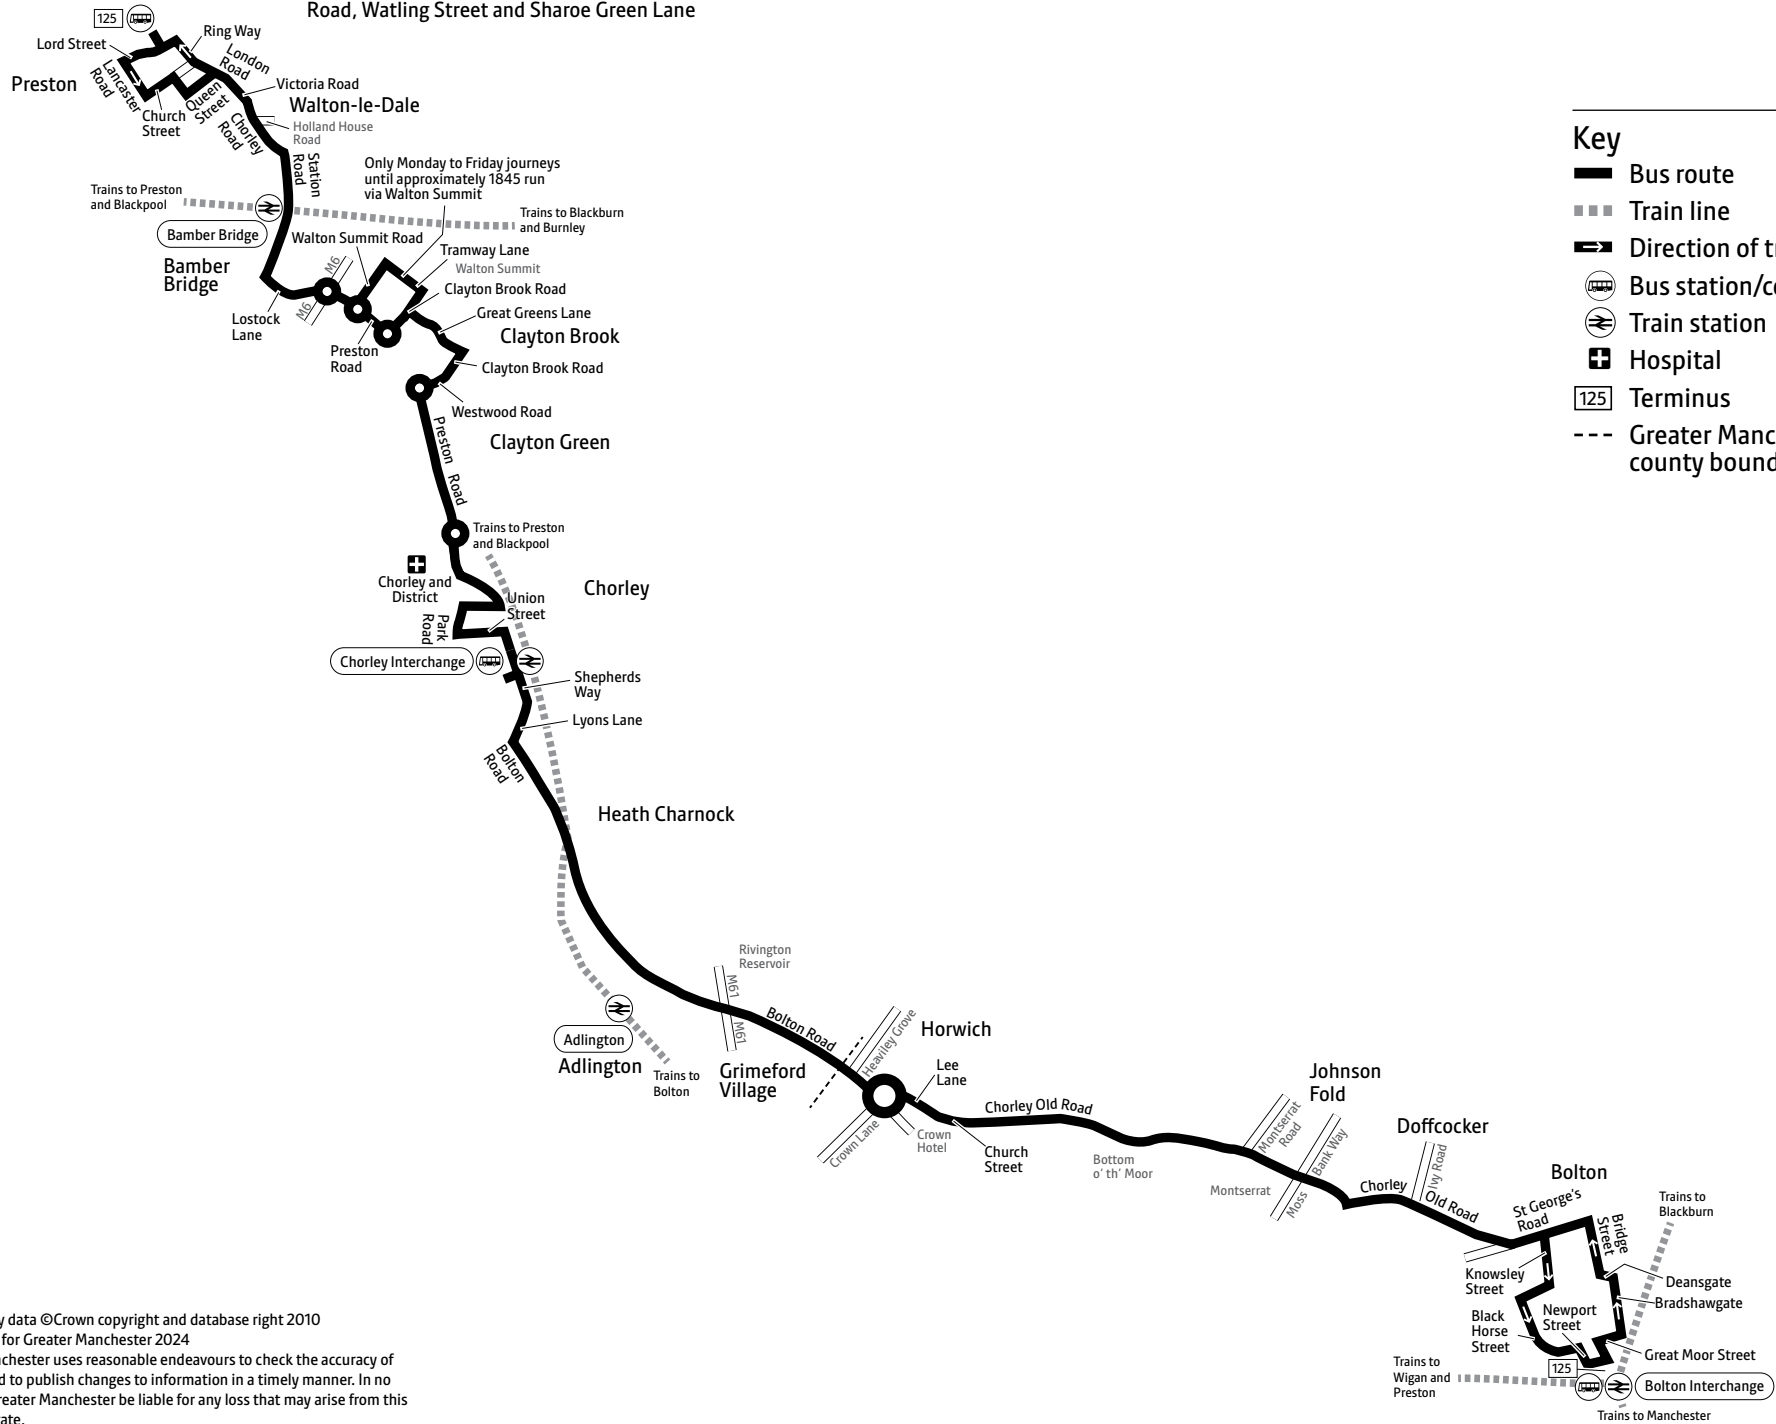 Road, Watling Street and Sharoe Green Lane
125
Lord Street
Ring Way
London
Road
Preston
Lancaster
Road
Church
Street
Queen
Street
Victoria Road
Walton-le-Dale
Holland House
Road
Chorley
Road
Station
Road
Only Monday to Friday journeys
until approximately 1845 run
via Walton Summit
Trains to Preston
and Blackpool
Trains to Blackburn
and Burnley
Bamber Bridge
Walton Summit Road
Tramway Lane
Walton Summit
Bamber
Bridge
M6
M6
Clayton Brook Road
Great Greens Lane
Lostock
Lane
Clayton Brook
Preston
Road
Clayton Brook Road
Westwood Road
Clayton Green
Preston Road
Trains to Preston
and Blackpool
Chorley and
District
Chorley
Union
Street
Park
Road
Chorley Interchange
Shepherds
Way
Lyons Lane
Bolton
Road
Heath Charnock
Rivington
Reservoir
M61
M61
Bolton Road
Adlington
Adlington
Trains to
Bolton
Grimeford
Village
Heaviley Grove
Horwich
Lee
Lane
Crown Lane
Crown
Hotel
Church
Street
Chorley Old Road
Bottom
o' th' Moor
Johnson
Fold
Montserrat
Road
Bank Way
Montserrat
Moss
Doffcocker
Ivy Road
Chorley
Old Road
Bolton
St George's
Road
Bridge
Street
Trains to
Blackburn
Knowsley
Street
Deansgate
Bradshawgate
Black
Horse
Street
Newport
Street
Great Moor Street
125
Trains to
Wigan and
Preston
Bolton Interchange
Trains to Manchester
Key
Bus route
Train line
Direction of t
Bus station/c
Train station
Hospital
125 Terminus
Greater Manc
county bound
y data ©Crown copyright and database right 2010
for Greater Manchester 2024
chester uses reasonable endeavours to check the accuracy of
d to publish changes to information in a timely manner. In no
reater Manchester be liable for any loss that may arise from this
ate.